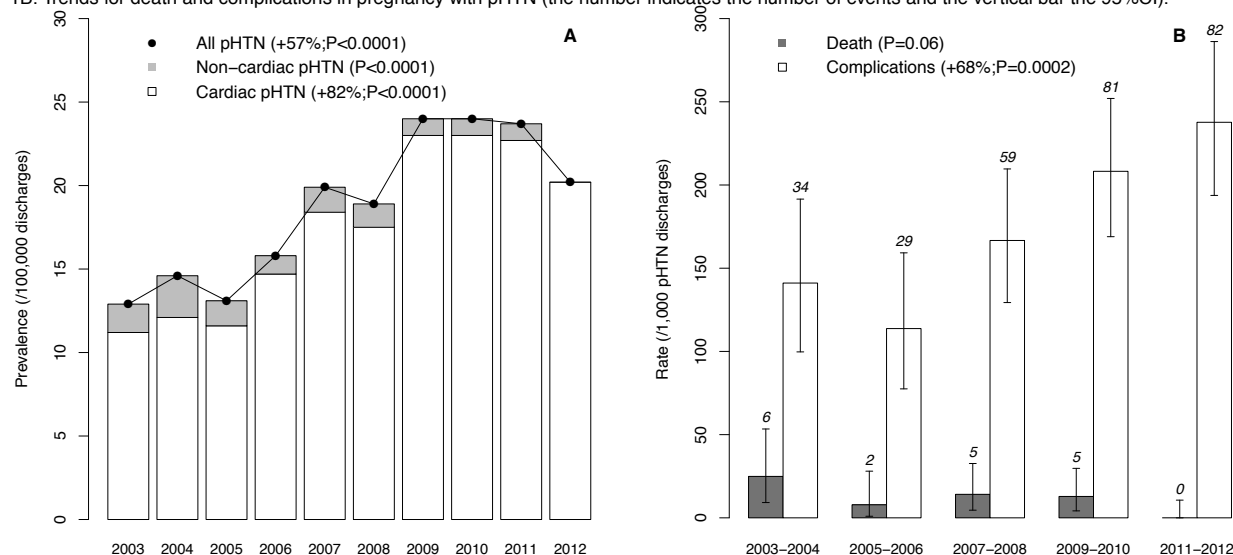 1B. Trends for death and complications in pregnancy with pHTN (the number indicates the number of events and the vertical bar the 95%CI).
A
All pHTN (+57%;P<0.0001)
Non−cardiac pHTN (P<0.0001)
Cardiac pHTN (+82%;P<0.0001)
Prevalence (/100,000 discharges)
30
25
20
15
10
5
0
2003 2004 2005 2006 2007 2008 2009 2010 2011 2012
B
Death (P=0.06)
Complications (+68%;P=0.0002)
Rate (/1,000 pHTN discharges)
300
250
200
150
100
50
0
6 34 2 29 5 59 5 81 0 82
2003−2004 2005−2006 2007−2008 2009−2010 2011−2012